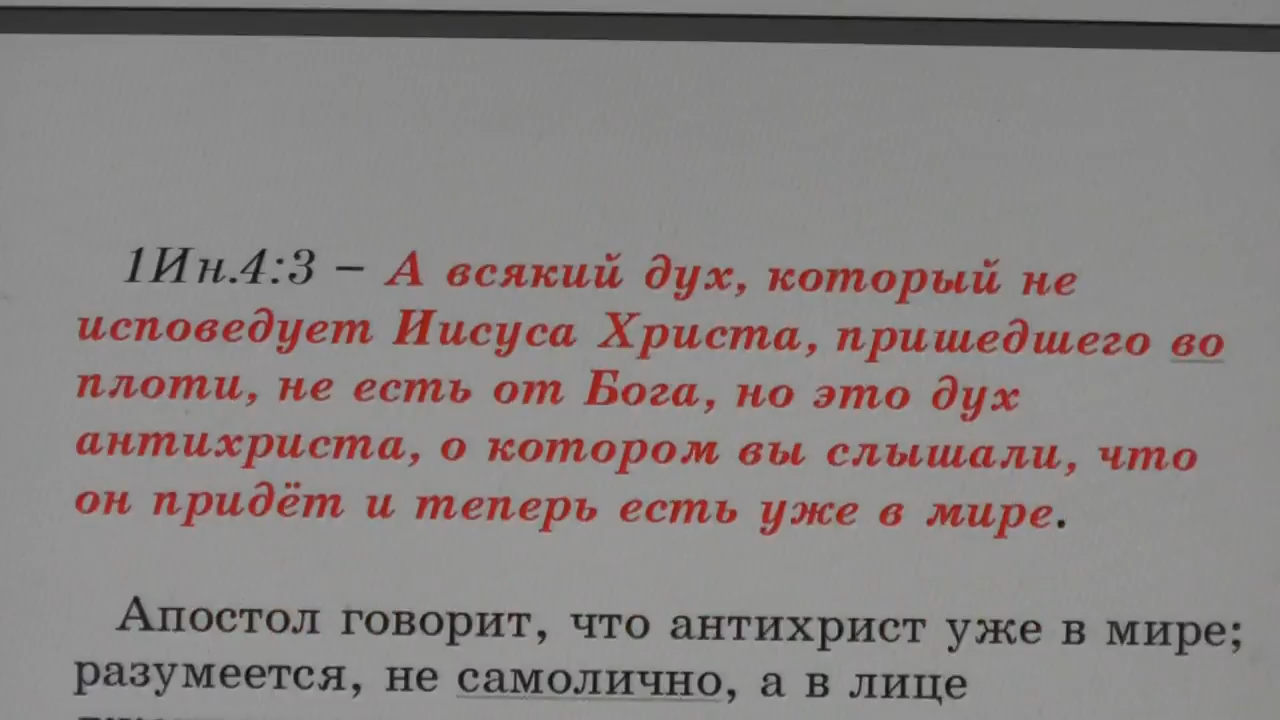 1Ин.4:3 – А всякий дух, который не
исповедует Иисуса Христа, пришедшего во
плоти, не есть от Бога, но это дух
антихриста, о котором вы слышали, что
он придёт и теперь есть уже в мире.
Апостол говорит, что антихрист уже в мире;
разумеется, не самолично, а в лице